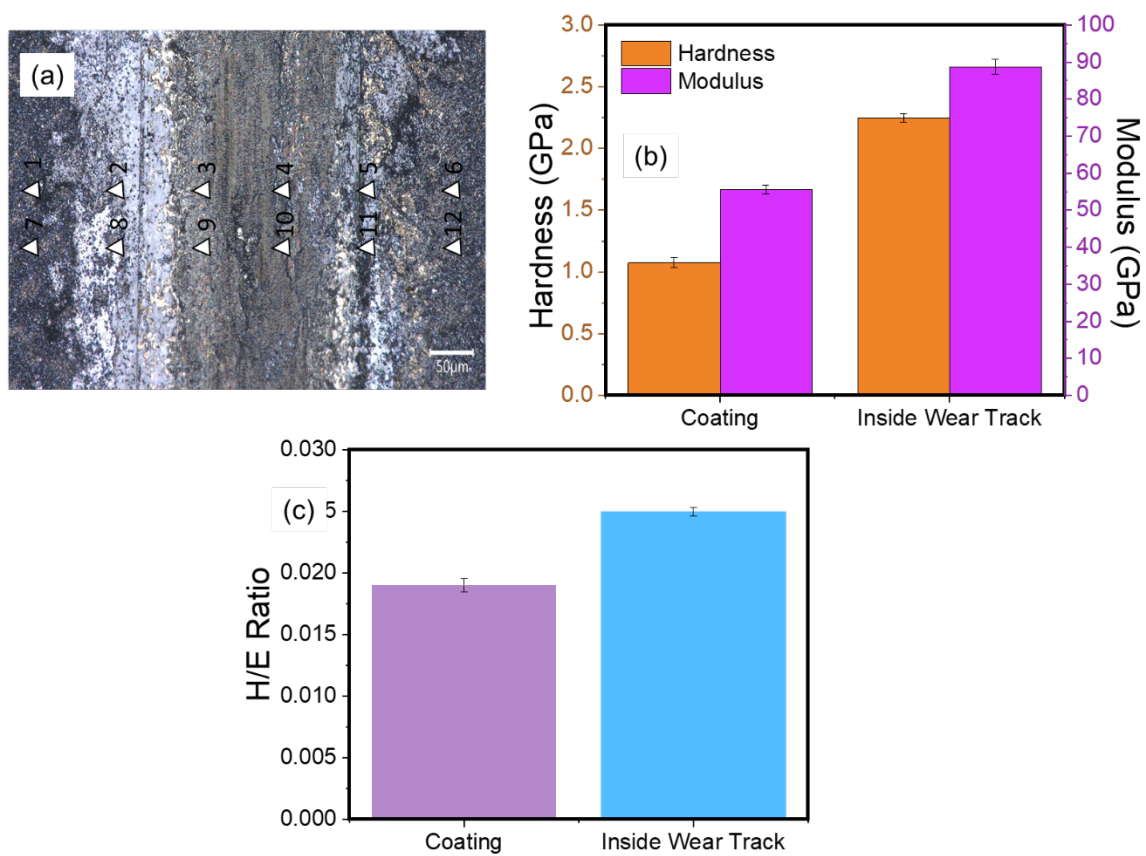 (a)
1 2 3 4 5 6
7 8 9 10 11 12
50μm
(b)
Hardness
Modulus
Hardness (GPa)
3.0
2.5
2.0
1.5
1.0
0.5
0.0
Modulus (GPa)
100
90
80
70
60
50
40
30
20
10
0
Coating
Inside Wear Track
(c)
H/E Ratio
0.030
5
0.020
0.015
0.010
0.005
0.000
Coating
Inside Wear Track